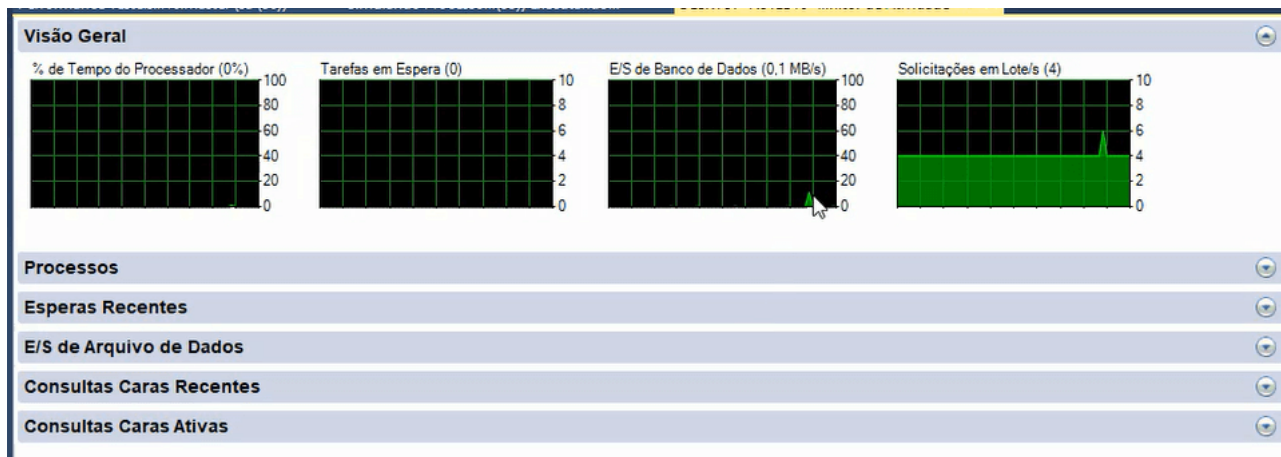 Visão Geral
% de Tempo do Processador (0%)
100
80
60
40
20
0
Tarefas em Espera (0)
10
8
6
4
2
0
E/S de Banco de Dados (0,1 MB/s)
100
80
60
40
20
0
Solicitações em Lote/s (4)
10
8
6
4
2
0
Processos
Esperas Recentes
E/S de Arquivo de Dados
Consultas Caras Recentes
Consultas Caras Ativas